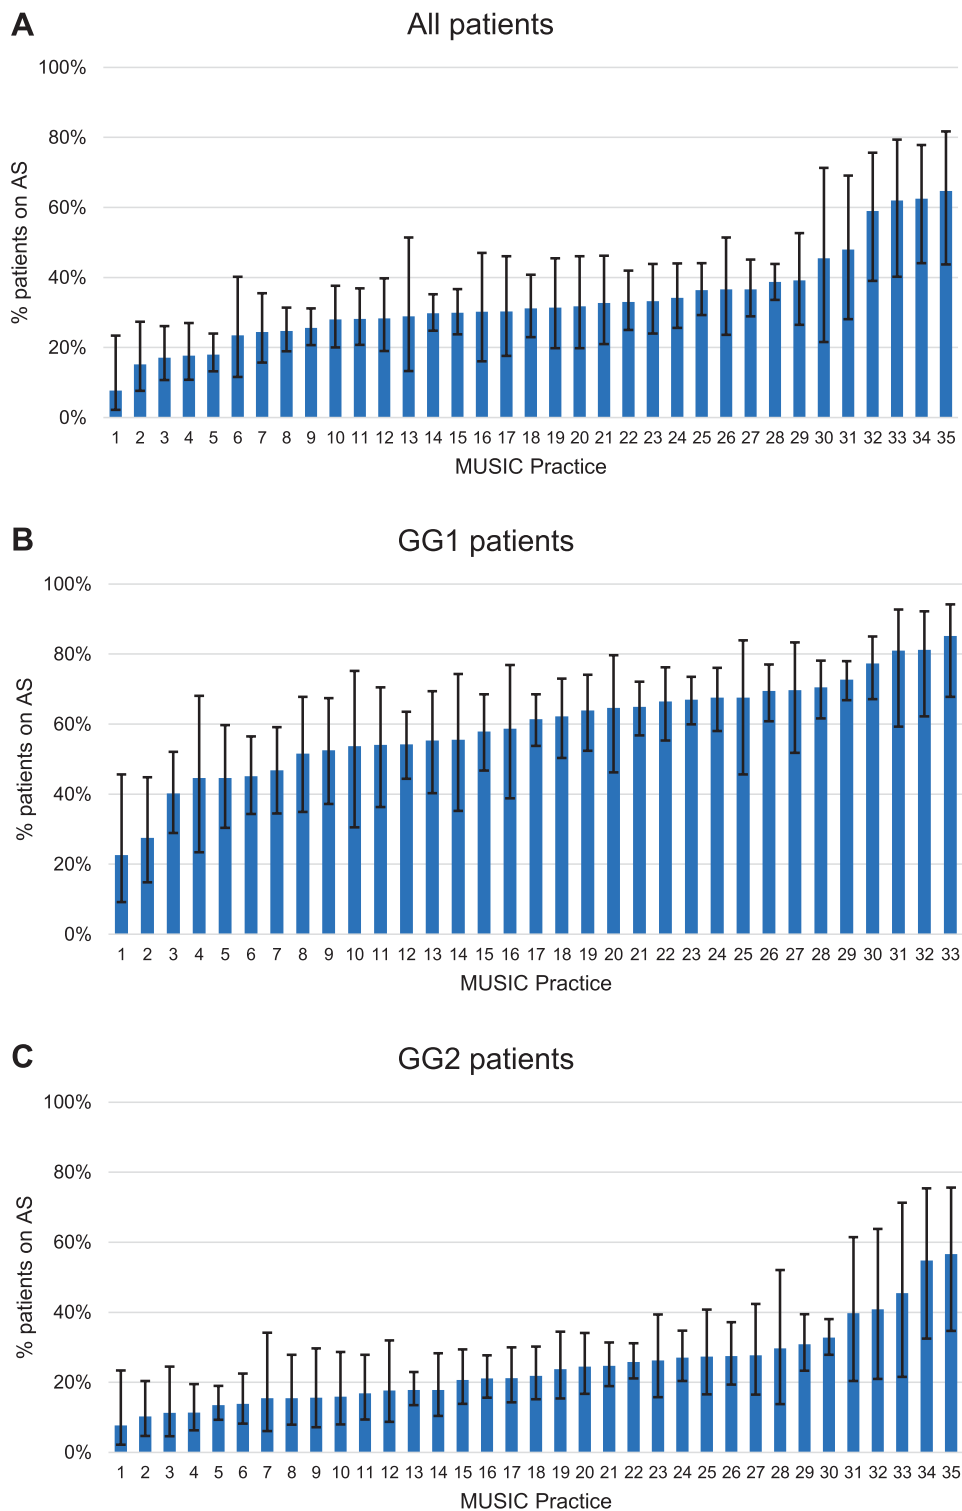 A
All patients
100%
80%
60%
40%
20%
0%
% patients on AS
1 2 3 4 5 6 7 8 9 10 11 12 13 14 15 16 17 18 19 20 21 22 23 24 25 26 27 28 29 30 31 32 33 34 35
MUSIC Practice
B
GG1 patients
100%
80%
60%
40%
20%
0%
% patients on AS
1 2 3 4 5 6 7 8 9 10 11 12 13 14 15 16 17 18 19 20 21 22 23 24 25 26 27 28 29 30 31 32 33
MUSIC Practice
C
GG2 patients
100%
80%
60%
40%
20%
0%
% patients on AS
1 2 3 4 5 6 7 8 9 10 11 12 13 14 15 16 17 18 19 20 21 22 23 24 25 26 27 28 29 30 31 32 33 34 35
MUSIC Practice